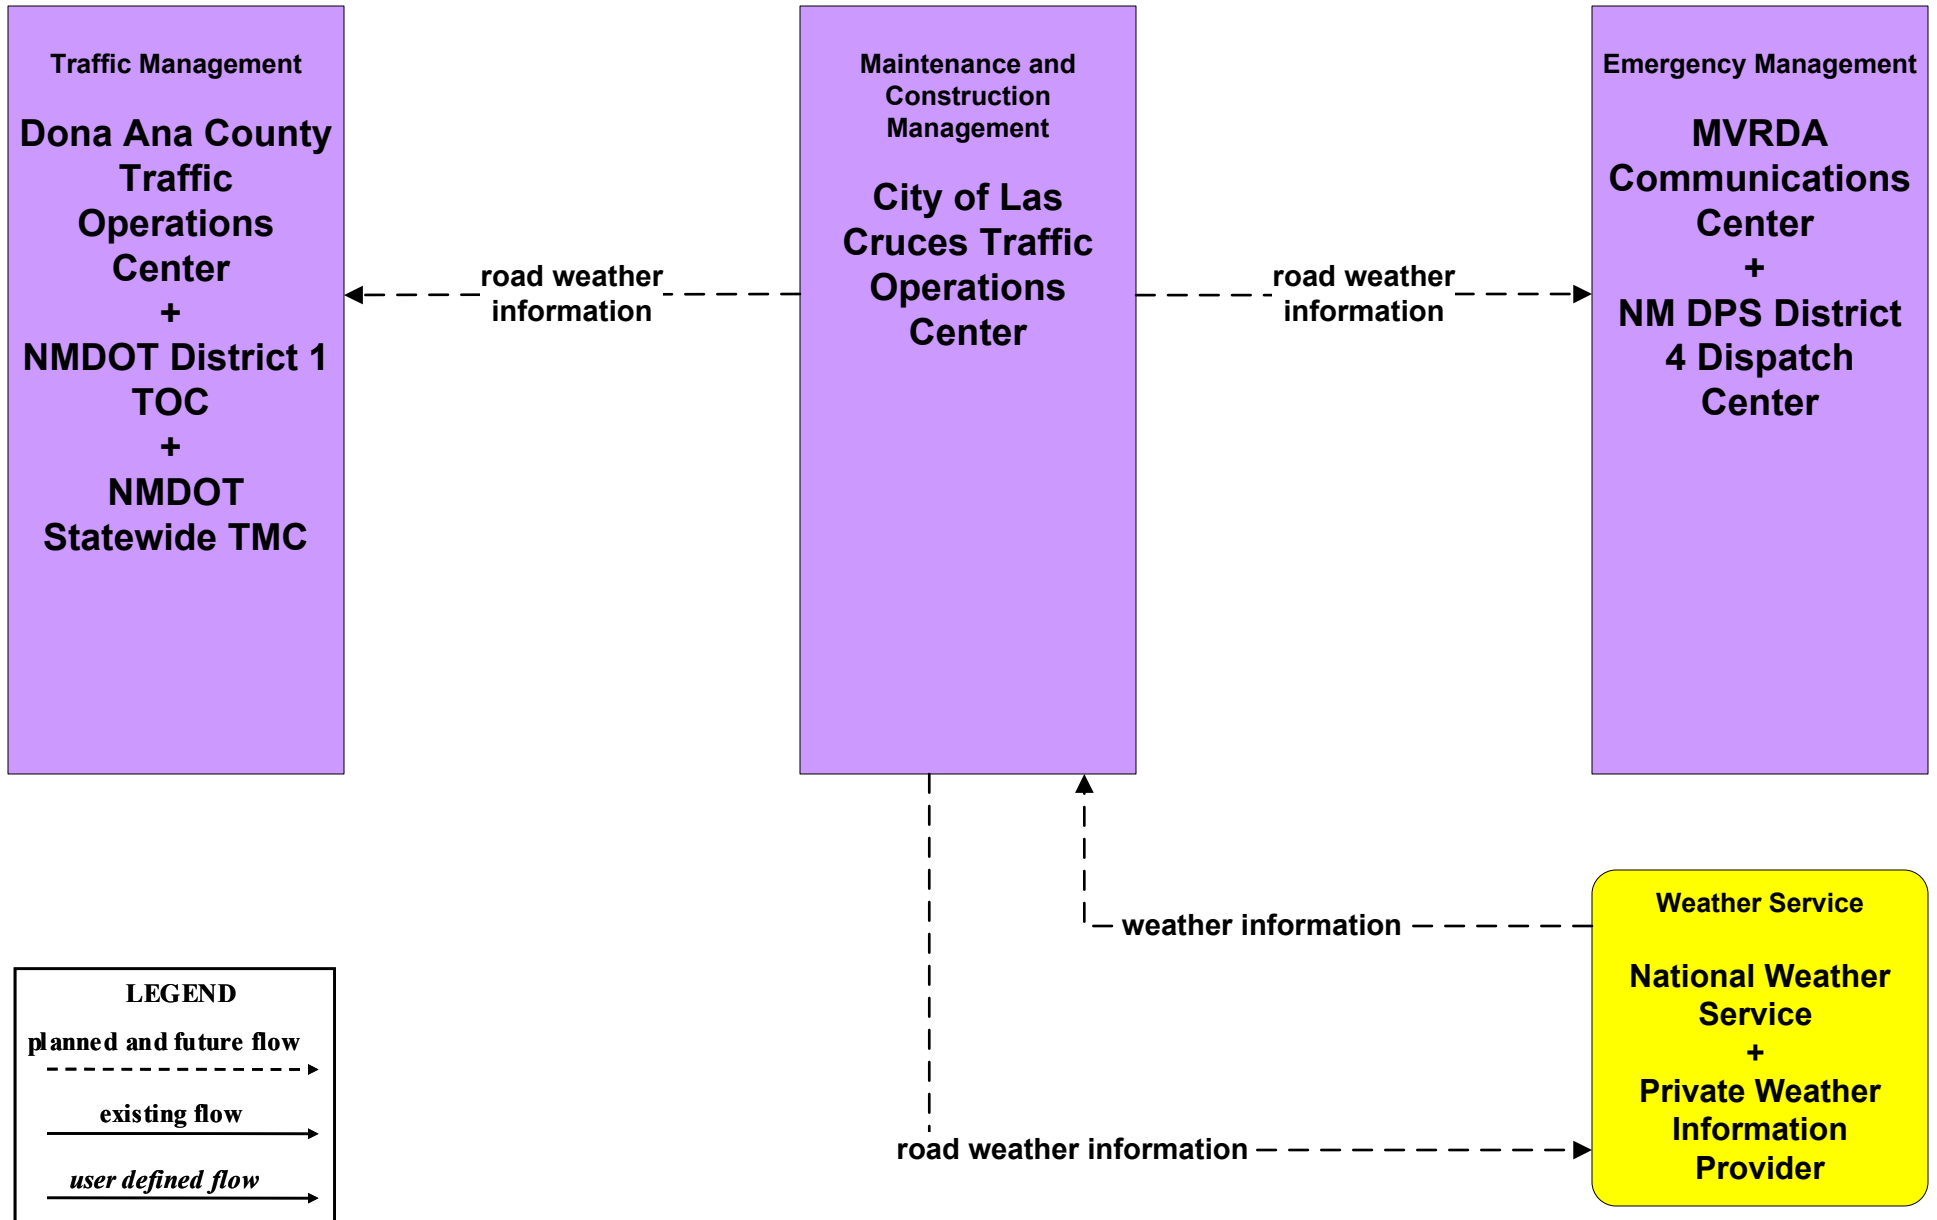 Traffic Management
Dona Ana County
Traffic
Operations
Center
+
NMDOT District 1
TOC
+
NMDOT
Statewide TMC
road weather
information
Maintenance and
Construction
Management
City of Las
Cruces Traffic
Operations
Center
road weather
information
Emergency Management
MVRDA
Communications
Center
+
NM DPS District
4 Dispatch
Center
weather information
road weather information
Weather Service
National Weather
Service
+
Private Weather
Information
Provider
LEGEND
planned and future flow
existing flow
user defined flow